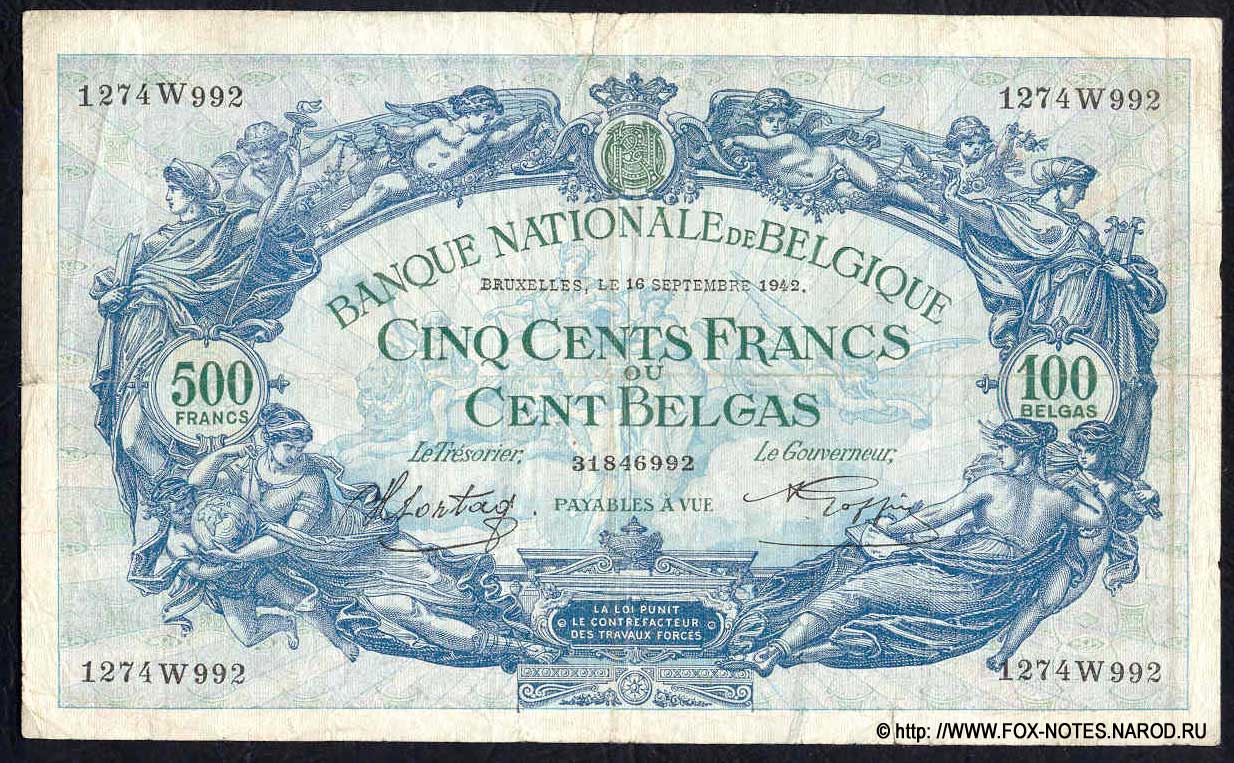 1274W992
1274W992
BANQUE NATIONALE DE BELGIQUE
BRUXELLES, LE 16 SEPTEMBRE 1942.
CINQ CENTS FRANCS
OU
CENT BELGAS
500
FRANCS
100
BELGAS
Le Trésorier,
31846992
Le Gouverneur,
PAYABLES À VUE
LA LOI PUNIT
LE CONTREFACTEUR
DES TRAVAUX FORCÉS
1274W992
1274W992
© http: //WWW.FOX-NOTES.NAROD.RU